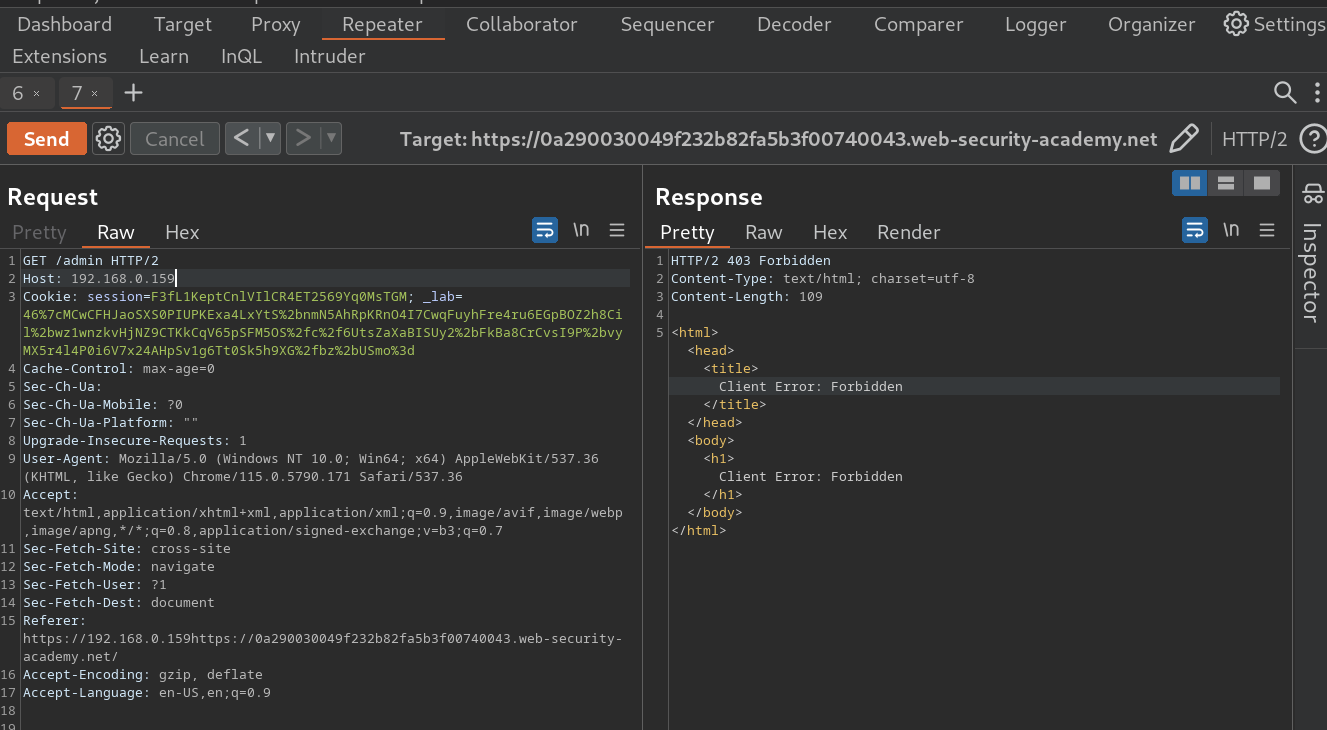 Dashboard Target Proxy Repeater Collaborator Sequencer Decoder Comparer Logger Organizer Settings
Extensions Learn InQL Intruder
6 × 7 × +
Send Cancel < > Target: https://0a290030049f232b82fa5b3f00740043.web-security-academy.net HTTP/2 ?
Request
Pretty Raw Hex \n
1 GET /admin HTTP/2
2 Host: 192.168.0.159
3 Cookie: session=F3fL1KeptCnlVIlCR4ET2569Yq0MsTGM; _lab=
46%7cMCwCFHJaoSXS0PIUPKExa4LxYtS%2bnmN5AhRpKRnO4I7CwqFuyhFre4ru6EGpBOZ2h8Ci
l%2bwz1wnzkvHjNZ9CTKkCqV65pSFM5OS%2fc%2f6UtsZaXaBISUy2%2bFkBa8CrCvsI9P%2bvy
MX5r4l4P0i6V7x24AHpSv1g6Tt0Sk5h9XG%2fbz%2bUSmo%3d
4 Cache-Control: max-age=0
5 Sec-Ch-Ua:
6 Sec-Ch-Ua-Mobile: ?0
7 Sec-Ch-Ua-Platform: ""
8 Upgrade-Insecure-Requests: 1
9 User-Agent: Mozilla/5.0 (Windows NT 10.0; Win64; x64) AppleWebKit/537.36
(KHTML, like Gecko) Chrome/115.0.5790.171 Safari/537.36
10 Accept:
text/html,application/xhtml+xml,application/xml;q=0.9,image/avif,image/webp
,image/apng,*/*;q=0.8,application/signed-exchange;v=b3;q=0.7
11 Sec-Fetch-Site: cross-site
12 Sec-Fetch-Mode: navigate
13 Sec-Fetch-User: ?1
14 Sec-Fetch-Dest: document
15 Referer:
https://192.168.0.159https://0a290030049f232b82fa5b3f00740043.web-security-
academy.net/
16 Accept-Encoding: gzip, deflate
17 Accept-Language: en-US,en;q=0.9
18
19
Response
Pretty Raw Hex Render \n
1 HTTP/2 403 Forbidden
2 Content-Type: text/html; charset=utf-8
3 Content-Length: 109
4
5 <html>
<head>
<title>
Client Error: Forbidden
</title>
</head>
<body>
<h1>
Client Error: Forbidden
</h1>
</body>
</html>
Inspector